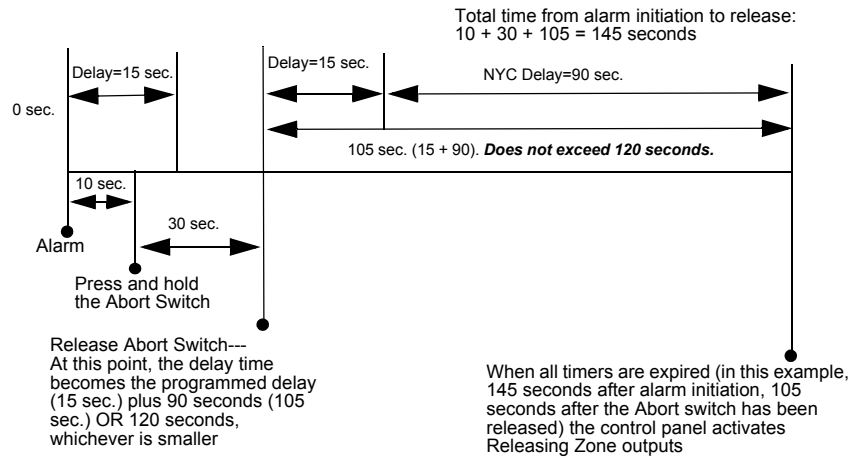 Total time from alarm initiation to release:
10 + 30 + 105 = 145 seconds
Delay=15 sec.
Delay=15 sec.
NYC Delay=90 sec.
0 sec.
105 sec. (15 + 90). Does not exceed 120 seconds.
10 sec.
30 sec.
Alarm
Press and hold
the Abort Switch
Release Abort Switch---
At this point, the delay time
becomes the programmed delay
(15 sec.) plus 90 seconds (105
sec.) OR 120 seconds,
whichever is smaller
When all timers are expired (in this example,
145 seconds after alarm initiation, 105
seconds after the Abort switch has been
released) the control panel activates
Releasing Zone outputs